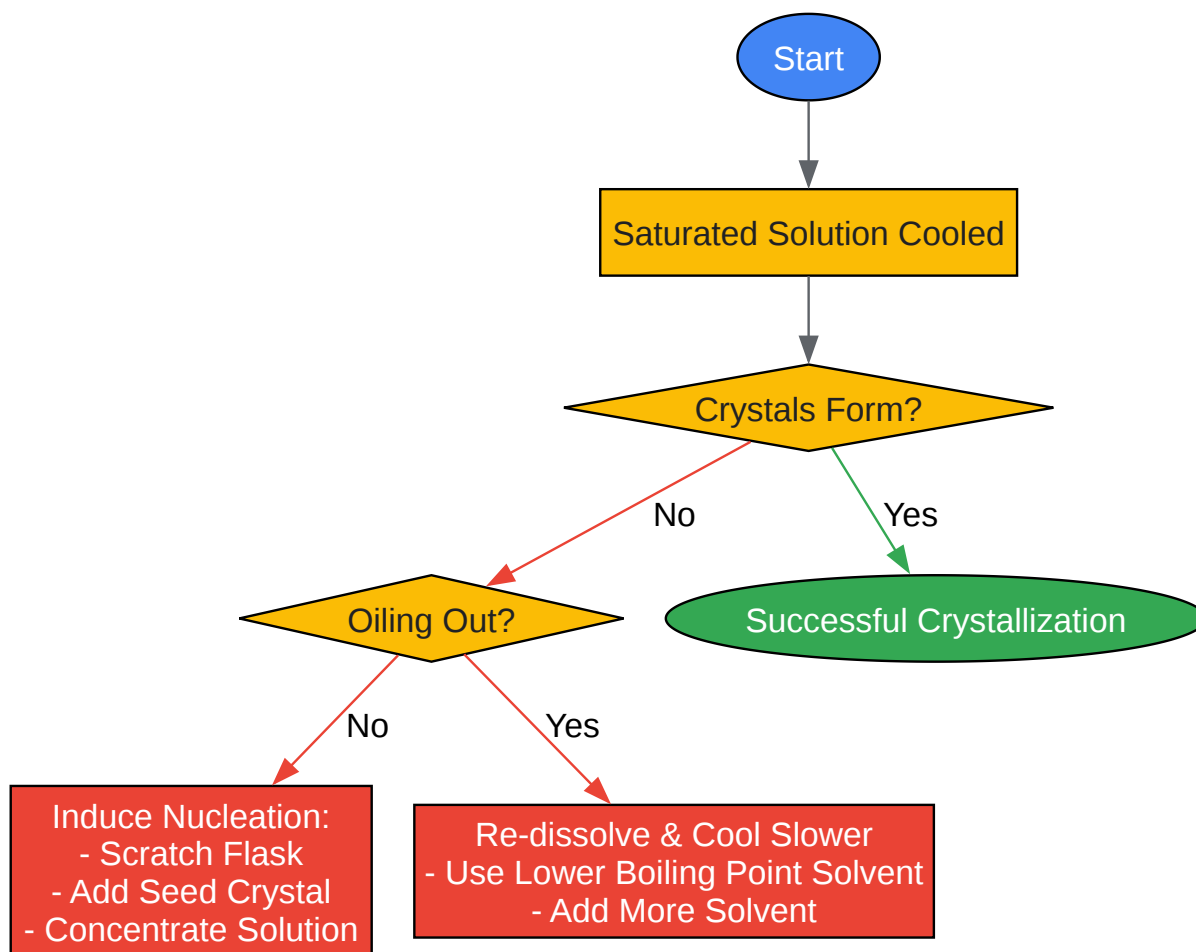 Start
Saturated Solution Cooled
Crystals Form?
No
Yes
Oiling Out?
Successful Crystallization
No
Yes
Induce Nucleation:
- Scratch Flask
- Add Seed Crystal
- Concentrate Solution
Re-dissolve & Cool Slower
- Use Lower Boiling Point Solvent
- Add More Solvent